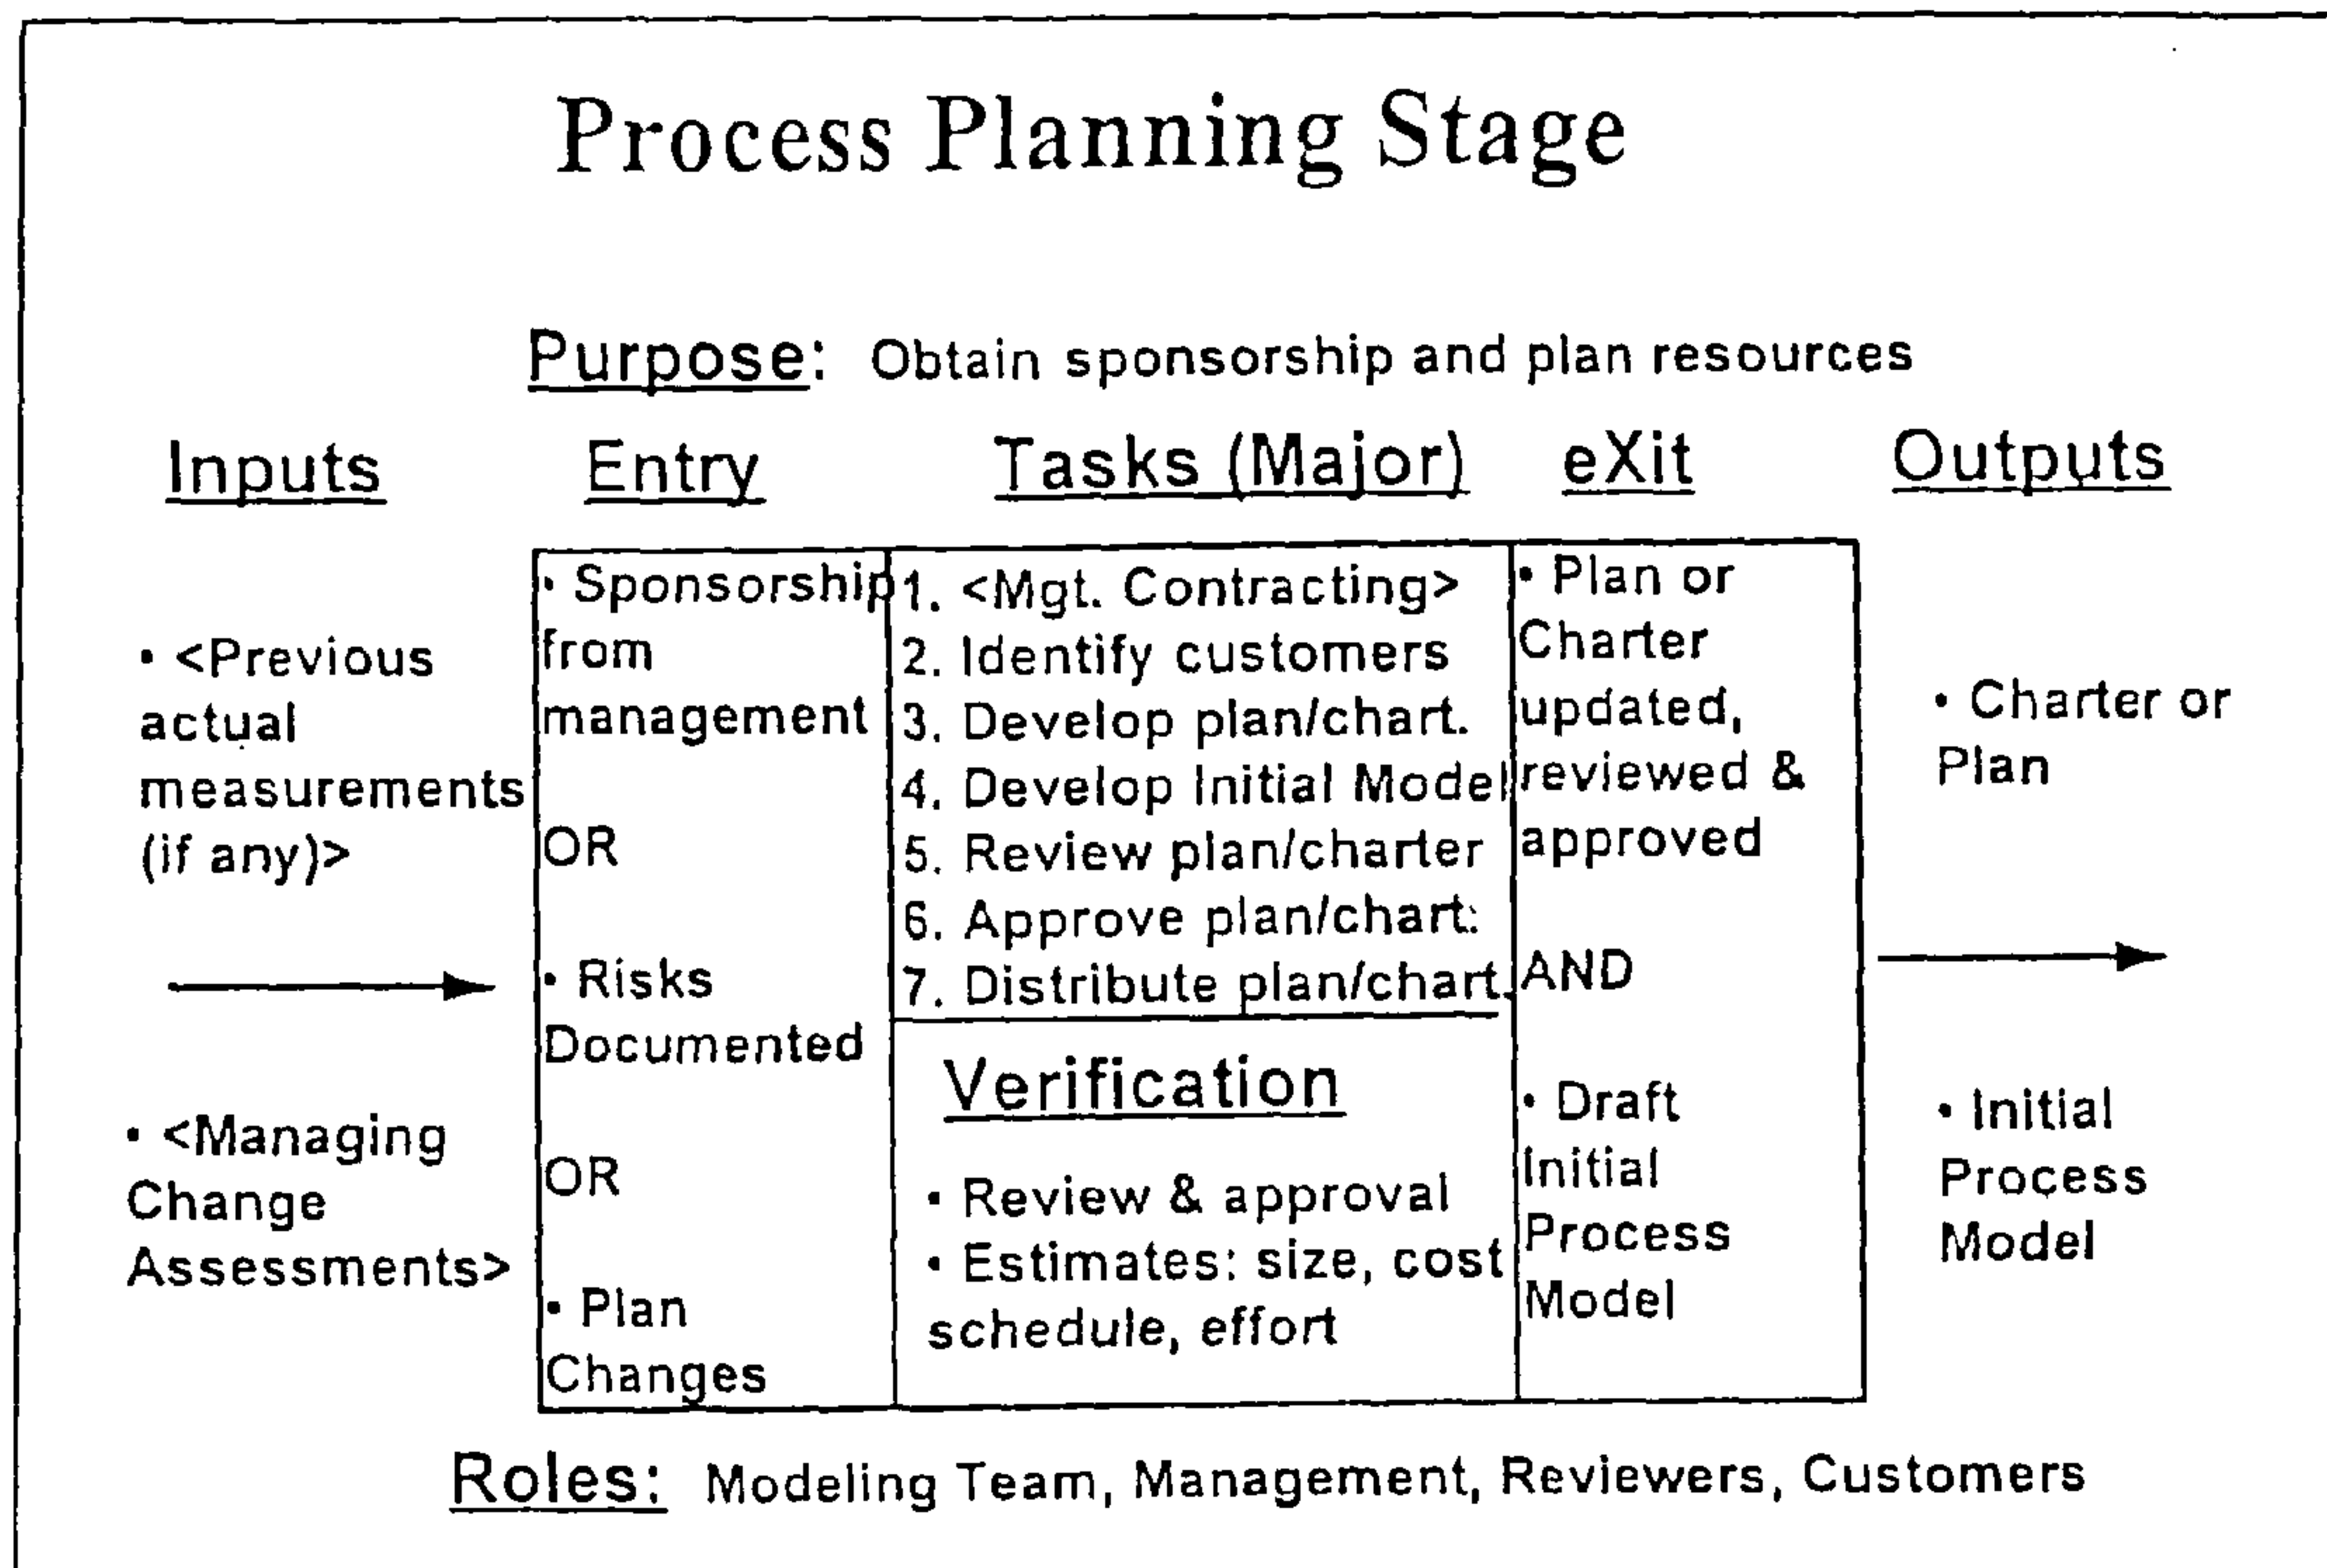 Process Planning Stage
Purpose: Obtain sponsorship and plan resources
Inputs
• <Previous
actual
measurements
(if any)>
• <Managing
Change
Assessments>
Entry
• Sponsorship
from
management
OR
• Risks
Documented
OR
• Plan
Changes
Tasks (Major)
1. <Mgt. Contracting>
2. Identify customers
3. Develop plan/chart.
4. Develop Initial Model
5. Review plan/charter
6. Approve plan/chart.
7. Distribute plan/chart.
Verification
• Review & approval
• Estimates: size, cost
schedule, effort
eXit
• Plan or
Charter
updated,
reviewed &
approved
AND
• Draft
Initial
Process
Model
Outputs
• Charter or
Plan
• Initial
Process
Model
Roles: Modeling Team, Management, Reviewers, Customers